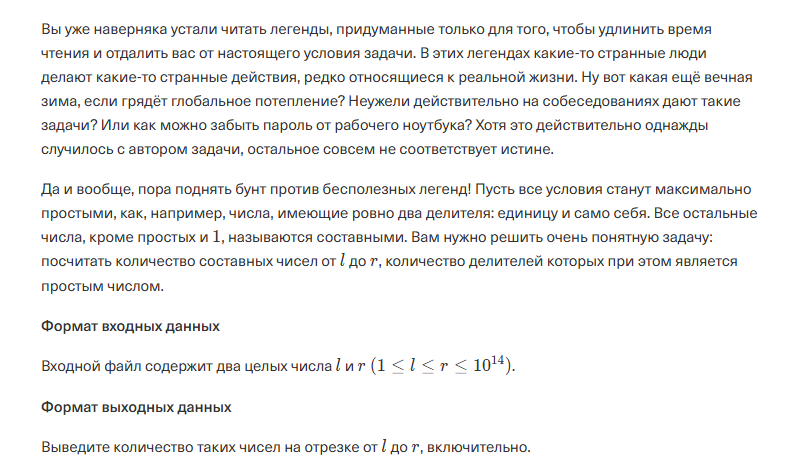 Вы уже наверняка устали читать легенды, придуманные только для того, чтобы удлинить время
чтения и отдалить вас от настоящего условия задачи. В этих легендах какие-то странные люди
делают какие-то странные действия, редко относящиеся к реальной жизни. Ну вот какая ещё вечная
зима, если грядёт глобальное потепление? Неужели действительно на собеседованиях дают такие
задачи? Или как можно забыть пароль от рабочего ноутбука? Хотя это действительно однажды
случилось с автором задачи, остальное совсем не соответствует истине.
Да и вообще, пора поднять бунт против бесполезных легенд! Пусть все условия станут максимально
простыми, как, например, числа, имеющие ровно два делителя: единицу и само себя. Все остальные
числа, кроме простых и 1, называются составными. Вам нужно решить очень понятную задачу:
посчитать количество составных чисел от l до r, количество делителей которых при этом является
простым числом.
Формат входных данных
Входной файл содержит два целых числа l и r (1 ≤ l ≤ r ≤ 10¹⁴).
Формат выходных данных
Выведите количество таких чисел на отрезке от l до r, включительно.